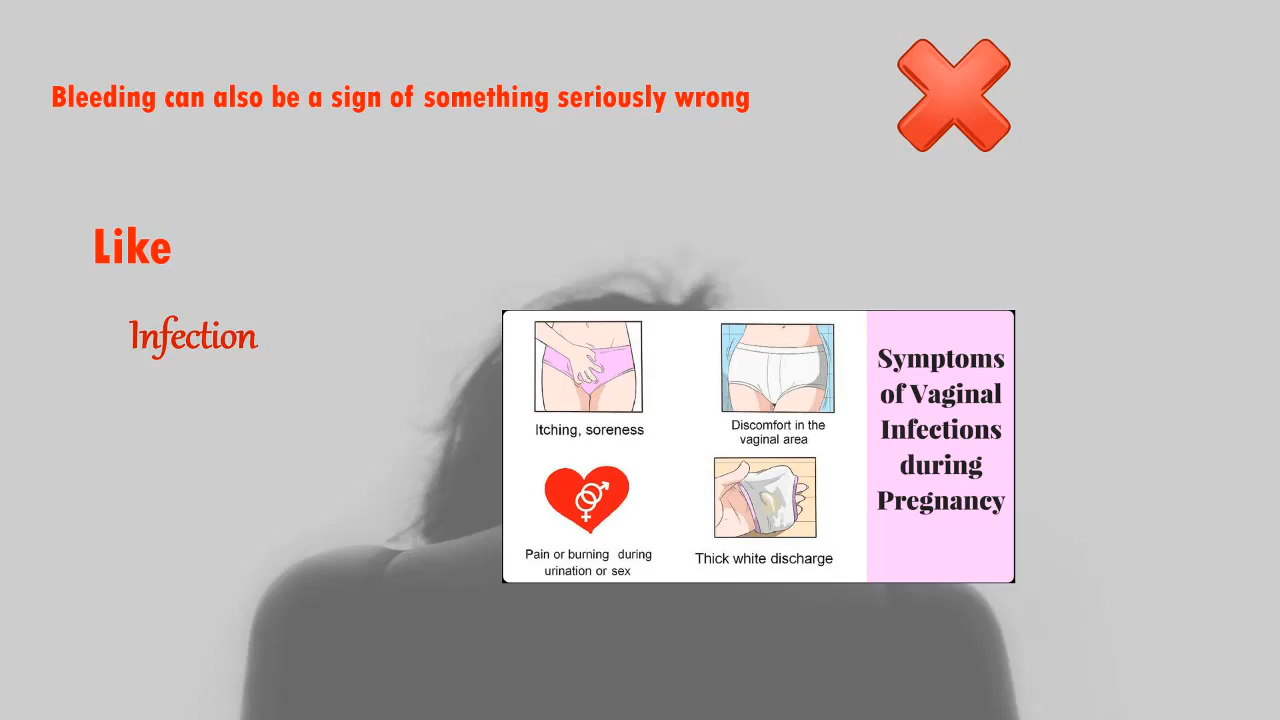 Bleeding can also be a sign of something seriously wrong
Like
Infection
Itching, soreness
Discomfort in the
vaginal area
Pain or burning during
urination or sex
Thick white discharge
Symptoms
of Vaginal
Infections
during
Pregnancy